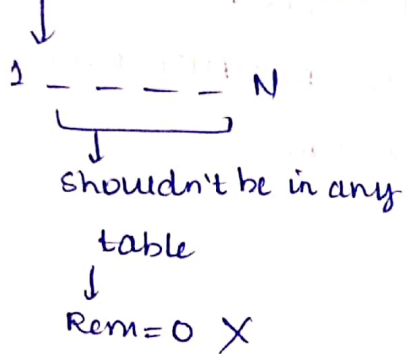 ↓
1 _ _ _ _ N
↓
shouldn't be in any
table
↓
Rem=0 X